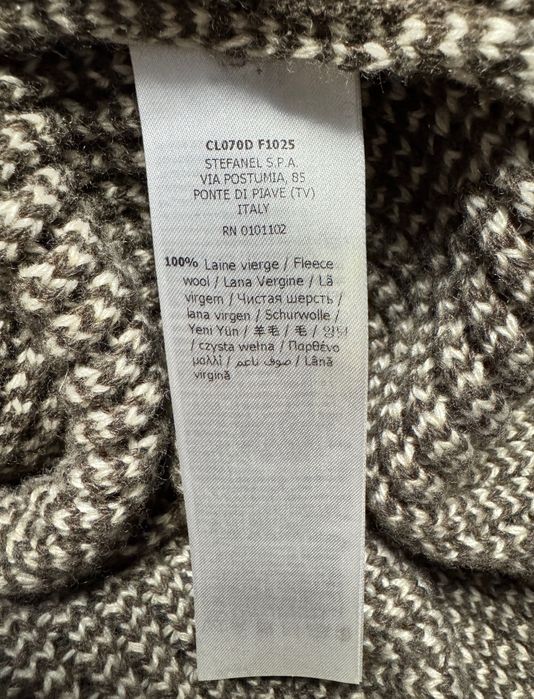 CL070D F1025
STEFANEL S.P.A.
VIA POSTUMIA, 85
PONTE DI PIAVE (TV)
ITALY
RN 0101102
100% Laine vierge / Fleece
wool / Lana Vergine / Lã
virgem / Чистая шерсть /
lana virgen / Schurwolle /
Yeni Yün / 羊毛 / 毛 /
/ czysta wełna / Παρθένο
μαλλί / صوف ناعم / Lână
virgină